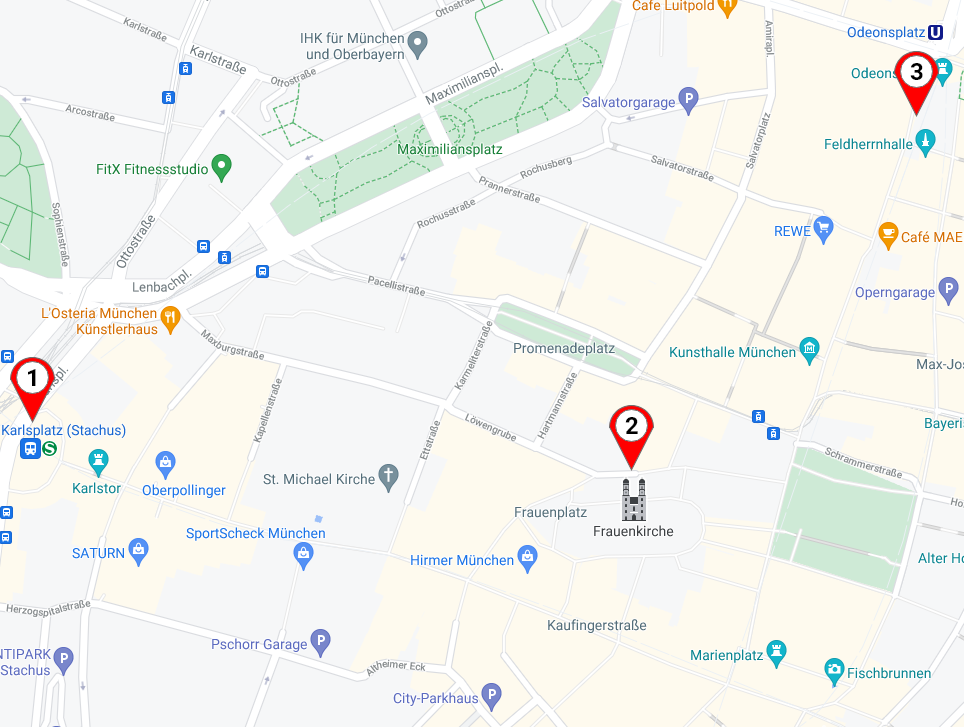 Cafe Luitpold
Ottostraße
Karlstraße
IHK für München
und Oberbayern
Karlstraße
Odeonsplatz
U
Ottostraße
Maximilianspl.
Amirapl.
3
Salvatorgarage
P
Arcostraße
Maximiliansplatz
Salvatorplatz
Feldherrnhalle
FitX Fitnessstudio
Rochusberg
Salvatorstraße
Prannerstraße
Sophienstraße
Ottostraße
Rochusstraße
REWE
Café MAE
Lenbachpl.
Pacellistraße
Operngarage
P
L'Osteria München
Künstlerhaus
Maxburgstraße
Karmeliterstraße
Promenadeplatz
Kunsthalle München
Max-Jos
1
Kapellenstraße
Hartmannstraße
Karlsplatz (Stachus)
S
Ettstraße
Löwengrube
2
Bayeri
Schrammerstraße
Karlstor
Oberpollinger
St. Michael Kirche
Frauenplatz
Frauenkirche
SportScheck München
SATURN
Hirmer München
Alter Ho
Herzogspitalstraße
Kaufingerstraße
Pschorr Garage
P
NTIPARK
Stachus
P
Altheimer Eck
Marienplatz
Fischbrunnen
City-Parkhaus
P